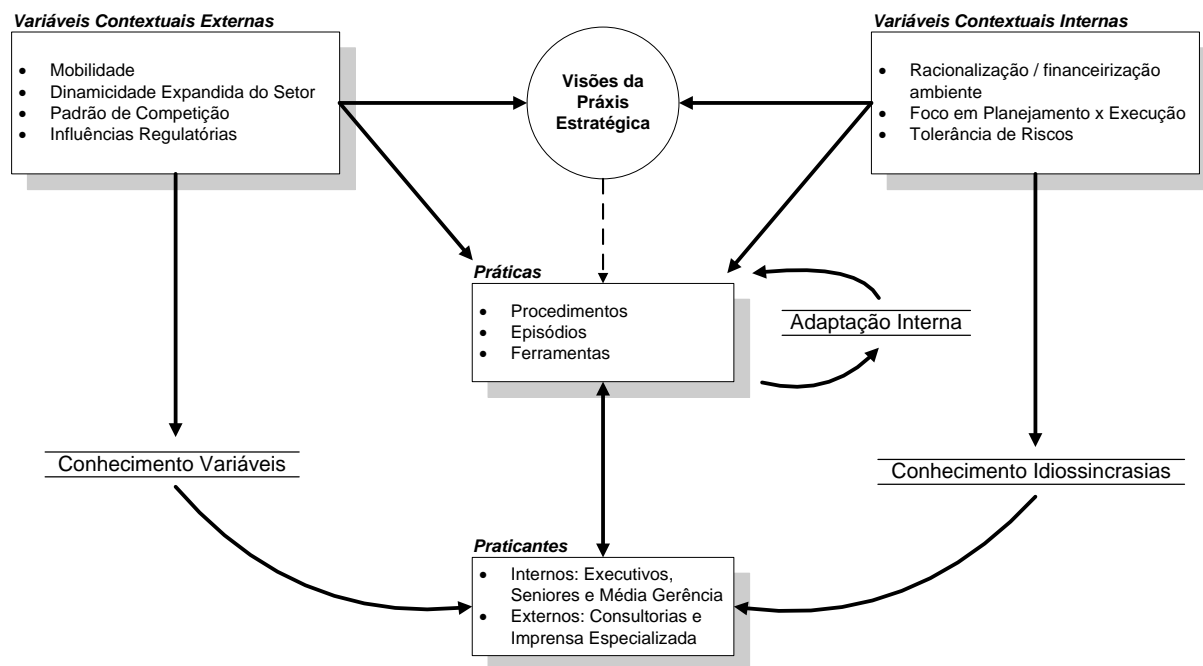 Variáveis Contextuais Externas
• Mobilidade
• Dinamicidade Expandida do Setor
• Padrão de Competição
• Influências Regulatórias
Visões da
Práxis
Estratégica
Variáveis Contextuais Internas
• Racionalização / financeirização
ambiente
• Foco em Planejamento x Execução
• Tolerância de Riscos
Práticas
• Procedimentos
• Episódios
• Ferramentas
Adaptação Interna
Conhecimento Variáveis
Conhecimento Idiossincrasias
Praticantes
• Internos: Executivos,
Seniores e Média Gerência
• Externos: Consultorias e
Imprensa Especializada